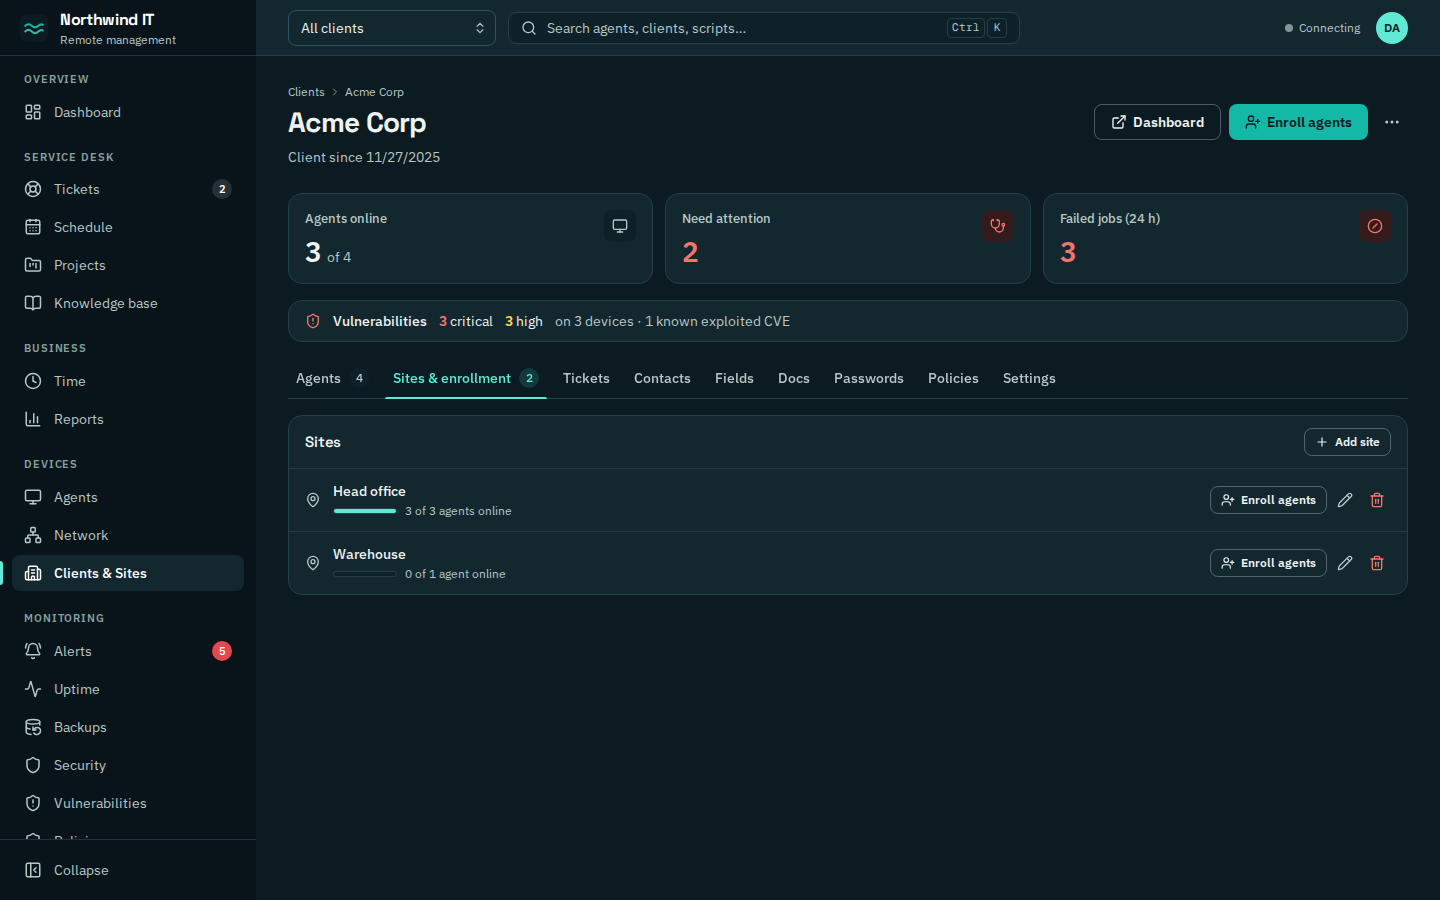 Northwind IT
Remote management
All clients
Search agents, clients, scripts...
Ctrl K
Connecting
DA
OVERVIEW
Dashboard
SERVICE DESK
Tickets 2
Schedule
Projects
Knowledge base
BUSINESS
Time
Reports
DEVICES
Agents
Network
Clients & Sites
MONITORING
Alerts 5
Uptime
Backups
Security
Vulnerabilities
Collapse
Clients > Acme Corp
Acme Corp
Client since 11/27/2025
Dashboard
Enroll agents
Agents online
3 of 4
Need attention
2
Failed jobs (24 h)
3
Vulnerabilities 3 critical 3 high on 3 devices · 1 known exploited CVE
Agents 4 Sites & enrollment 2 Tickets Contacts Fields Docs Passwords Policies Settings
Sites
Add site
Head office
3 of 3 agents online
Enroll agents
Warehouse
0 of 1 agent online
Enroll agents